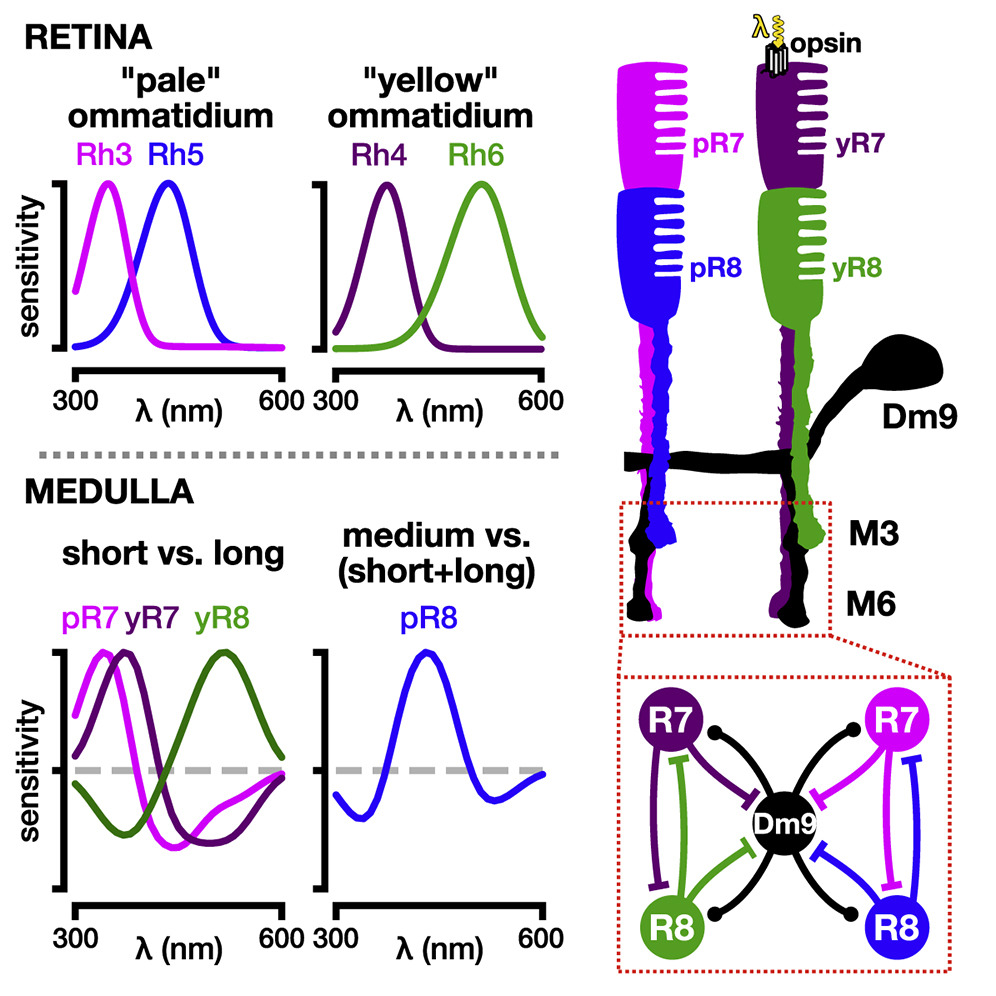 RETINA
"pale"
ommatidium
Rh3 Rh5
sensitivity
300 600
λ (nm)
"yellow"
ommatidium
Rh4 Rh6
300 600
λ (nm)
MEDULLA
short vs. long
pR7 yR7 yR8
sensitivity
300 600
λ (nm)
medium vs.
(short+long)
pR8
300 600
λ (nm)
λ
opsin
pR7 yR7
pR8 yR8
Dm9
M3
M6
R7 R7
Dm9
R8 R8